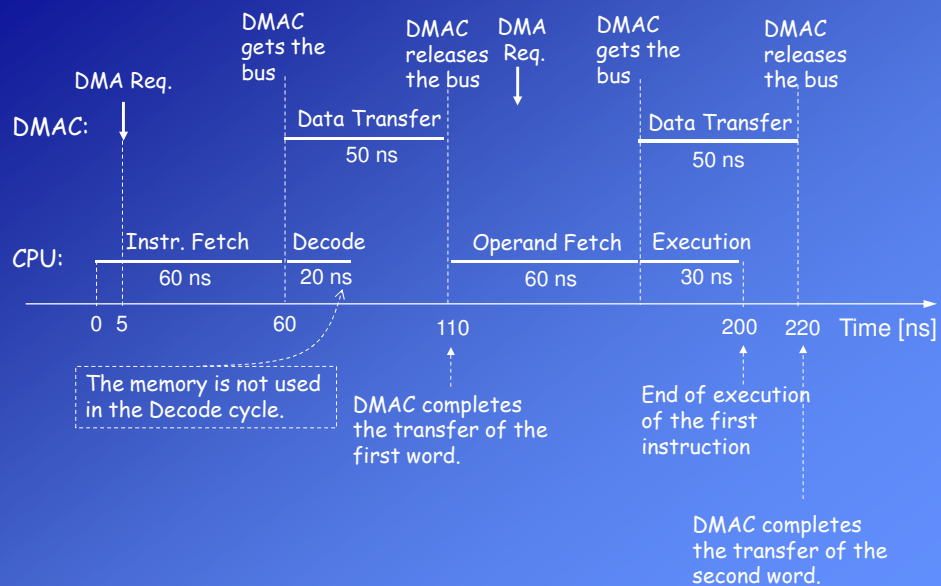 DMAC
gets the
bus
DMAC
releases
the bus
DMA
Req.
DMAC
gets the
bus
DMAC
releases
the bus
DMA Req.
DMAC:
Data Transfer
50 ns
Data Transfer
50 ns
CPU:
Instr. Fetch
60 ns
Decode
20 ns
Operand Fetch
60 ns
Execution
30 ns
0 5 60 110 200 220 Time [ns]
The memory is not used
in the Decode cycle.
DMAC completes
the transfer of the
first word.
End of execution
of the first
instruction
DMAC completes
the transfer of the
second word.